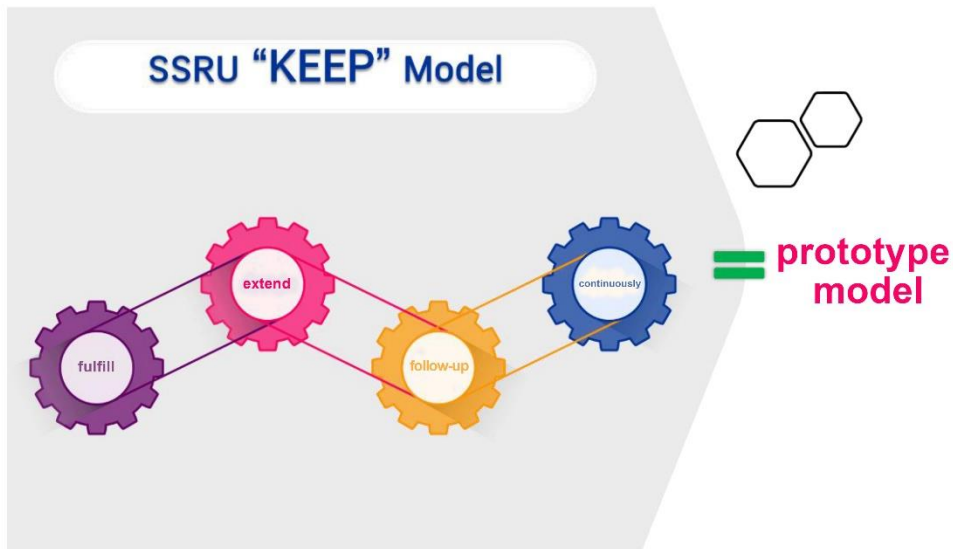 SSRU “KEEP” Model
fulfill
extend
follow-up
continuously
= prototype
model